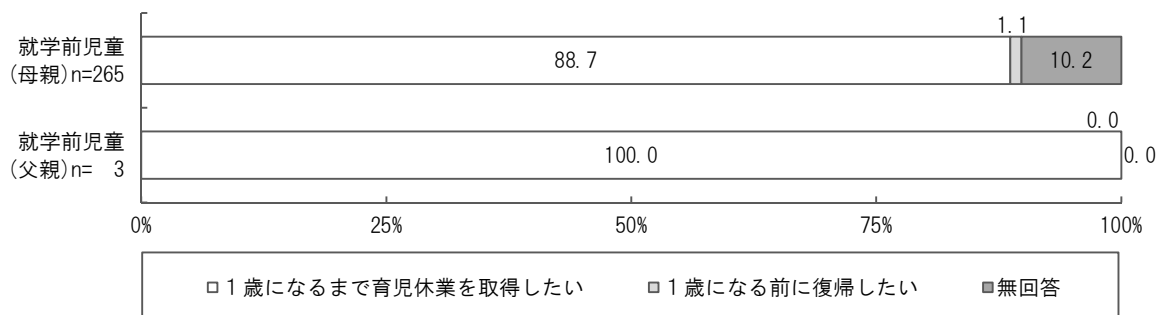 1.1
就学前児童
(母親)n=265
88.7
10.2
0.0
就学前児童
(父親)n= 3
100.0
0.0
0%
25%
50%
75%
100%
１歳になるまで育児休業を取得したい
１歳になる前に復帰したい
無回答